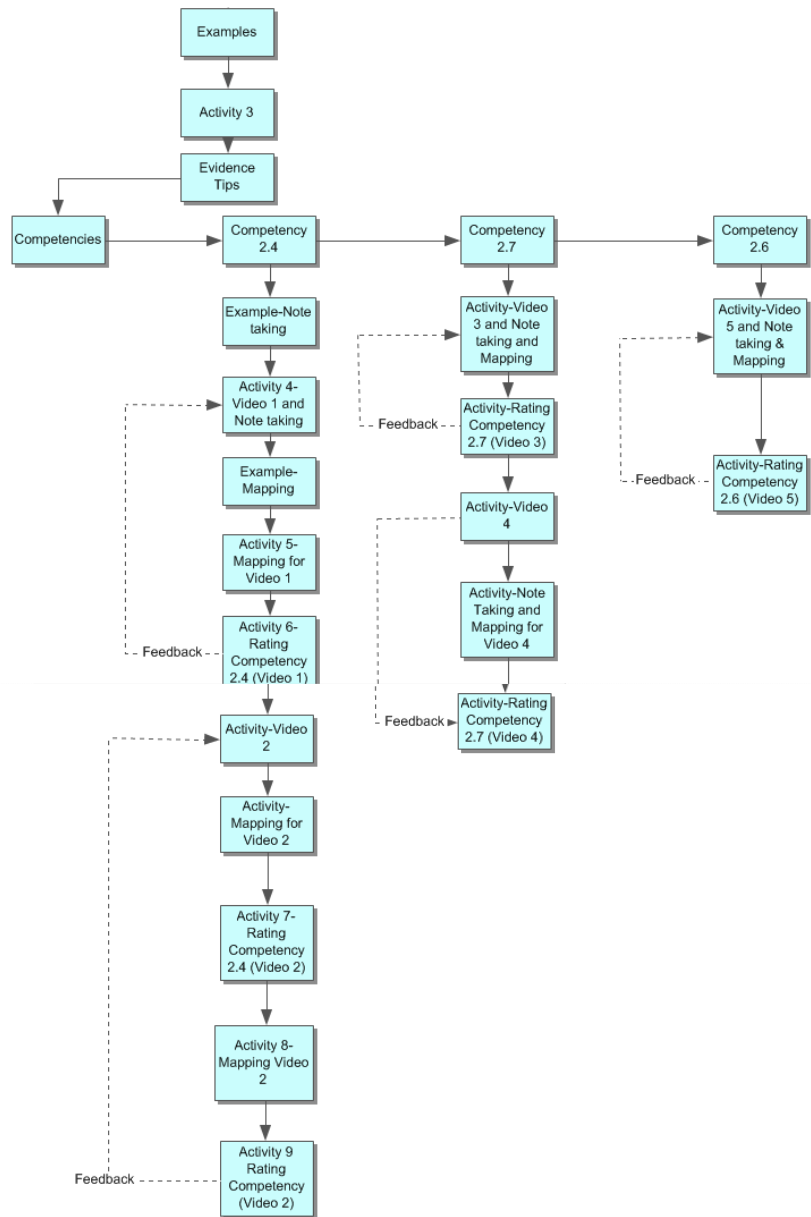 Examples
Activity 3
Evidence
Tips
Competencies
Competency
2.4
Competency
2.7
Competency
2.6
Example-Note
taking
Activity 4-
Video 1 and
Note taking
Example-
Mapping
Activity 5-
Mapping for
Video 1
Activity 6-
Rating
Competency
2.4 (Video 1)
Feedback
Activity-Video
2
Activity-
Mapping for
Video 2
Activity 7-
Rating
Competency
2.4 (Video 2)
Activity 8-
Mapping Video
2
Activity 9
Rating
Competency
(Video 2)
Feedback
Activity-Video
3 and Note
taking and
Mapping
Activity-Rating
Competency
2.7 (Video 3)
Feedback
Activity-Video
4
Activity-Note
Taking and
Mapping for
Video 4
Activity-Rating
Competency
2.7 (Video 4)
Feedback
Activity-Video
5 and Note
taking &
Mapping
Activity-Rating
Competency
2.6 (Video 5)
Feedback